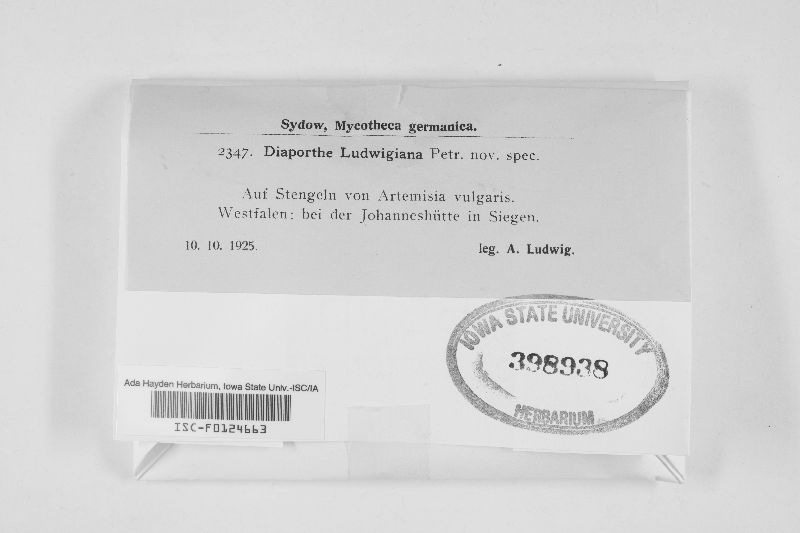 Sydow, Mycotheca germanica.
2347. Diaporthe Ludwigiana Petr. nov. spec.
Auf Stengeln von Artemisia vulgaris.
Westfalen: bei der Johanneshütte in Siegen.
10. 10. 1925. leg. A. Ludwig.
IOWA STATE UNIVERSITY
398938
HERBARIUM
Ada Hayden Herbarium, Iowa State Univ.-ISC/IA
ISC-F0124663